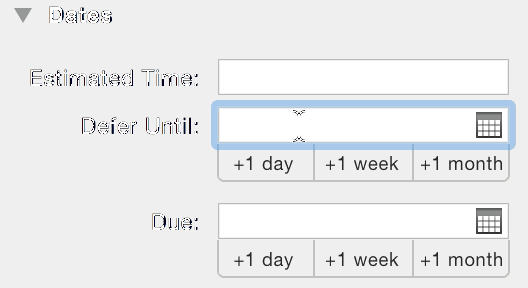 Dates
Estimated Time:
Defer Until:
+1 day +1 week +1 month
Due:
+1 day +1 week +1 month